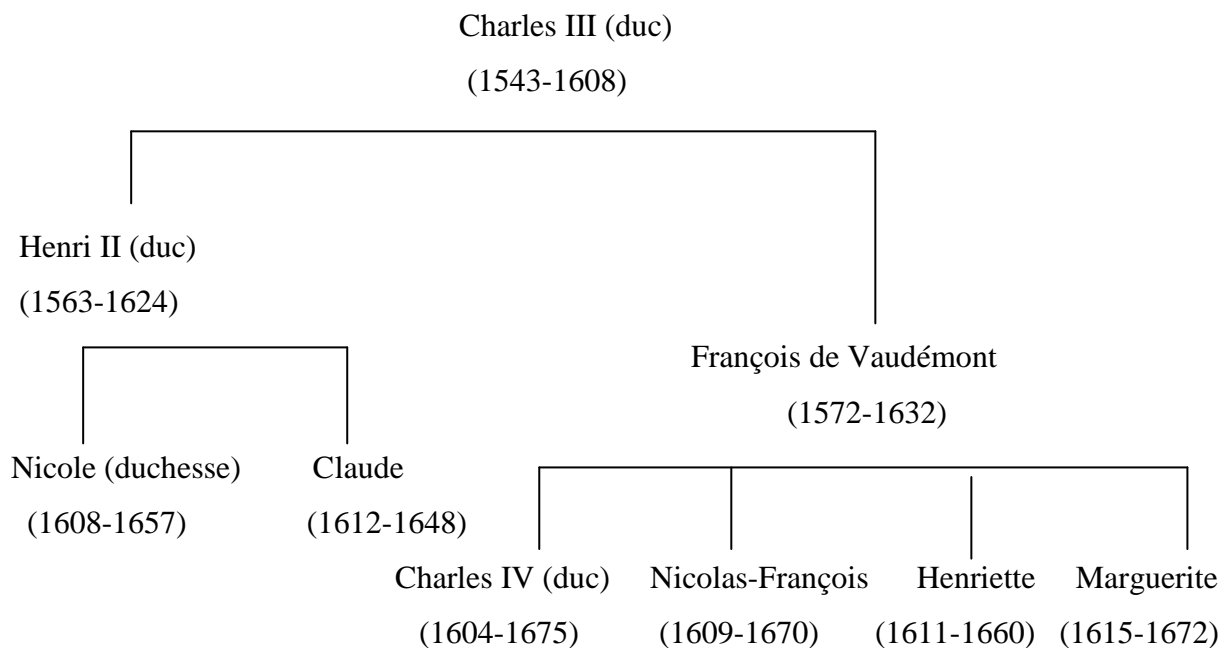 Charles III (duc)
(1543-1608)
Henri II (duc)
(1563-1624)
François de Vaudémont
(1572-1632)
Nicole (duchesse) Claude
(1608-1657) (1612-1648)
Charles IV (duc) Nicolas-François Henriette Marguerite
(1604-1675) (1609-1670) (1611-1660) (1615-1672)